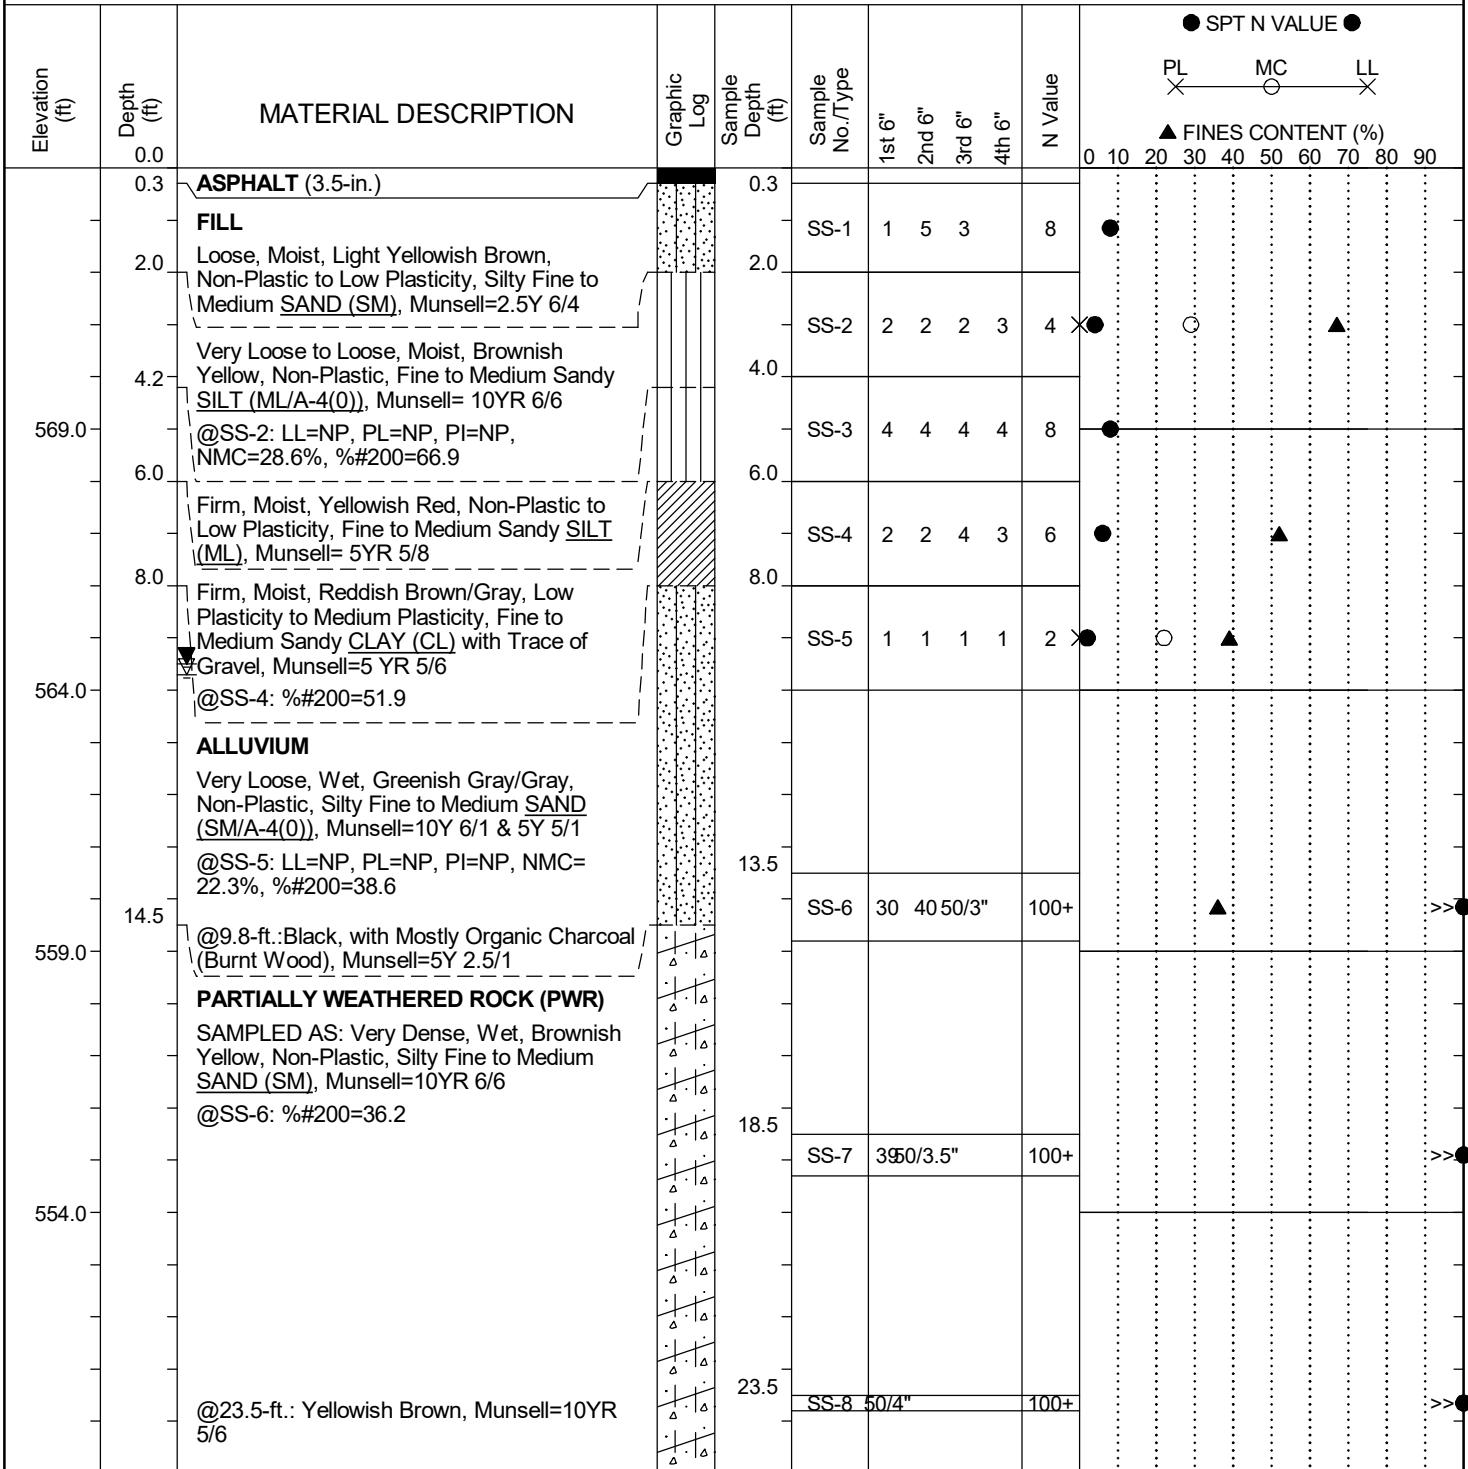 ● SPT N VALUE ●
PL MC LL
▲ FINES CONTENT (%)
0 10 20 30 40 50 60 70 80 90
Elevation (ft)
Depth (ft)
0.0
MATERIAL DESCRIPTION
Graphic Log
Sample Depth (ft)
Sample No./Type
1st 6"
2nd 6"
3rd 6"
4th 6"
N Value
0.3 ASPHALT (3.5-in.) 0.3
FILL
SS-1 1 5 3 8
Loose, Moist, Light Yellowish Brown,
2.0 Non-Plastic to Low Plasticity, Silty Fine to 2.0
Medium SAND (SM), Munsell=2.5Y 6/4
SS-2 2 2 2 3 4
Very Loose to Loose, Moist, Brownish
4.2 Yellow, Non-Plastic, Fine to Medium Sandy 4.0
SILT (ML/A-4(0)), Munsell= 10YR 6/6
569.0 @SS-2: LL=NP, PL=NP, PI=NP, SS-3 4 4 4 4 8
NMC=28.6%, %#200=66.9
6.0 6.0
Firm, Moist, Yellowish Red, Non-Plastic to
Low Plasticity, Fine to Medium Sandy SILT SS-4 2 2 4 3 6
(ML), Munsell= 5YR 5/8
8.0 8.0
Firm, Moist, Reddish Brown/Gray, Low
Plasticity to Medium Plasticity, Fine to
Medium Sandy CLAY (CL) with Trace of SS-5 1 1 1 1 2
Gravel, Munsell=5 YR 5/6
564.0 @SS-4: %#200=51.9
ALLUVIUM
Very Loose, Wet, Greenish Gray/Gray,
Non-Plastic, Silty Fine to Medium SAND
(SM/A-4(0)), Munsell=10Y 6/1 & 5Y 5/1
@SS-5: LL=NP, PL=NP, PI=NP, NMC= 13.5
22.3%, %#200=38.6
14.5 SS-6 30 40 50/3" 100+ >>
@9.8-ft.:Black, with Mostly Organic Charcoal
559.0 (Burnt Wood), Munsell=5Y 2.5/1
PARTIALLY WEATHERED ROCK (PWR)
SAMPLED AS: Very Dense, Wet, Brownish
Yellow, Non-Plastic, Silty Fine to Medium
SAND (SM), Munsell=10YR 6/6
@SS-6: %#200=36.2
18.5
SS-7 39 50/3.5" 100+ >>
554.0
23.5
SS-8 50/4" 100+ >>
@23.5-ft.: Yellowish Brown, Munsell=10YR
5/6